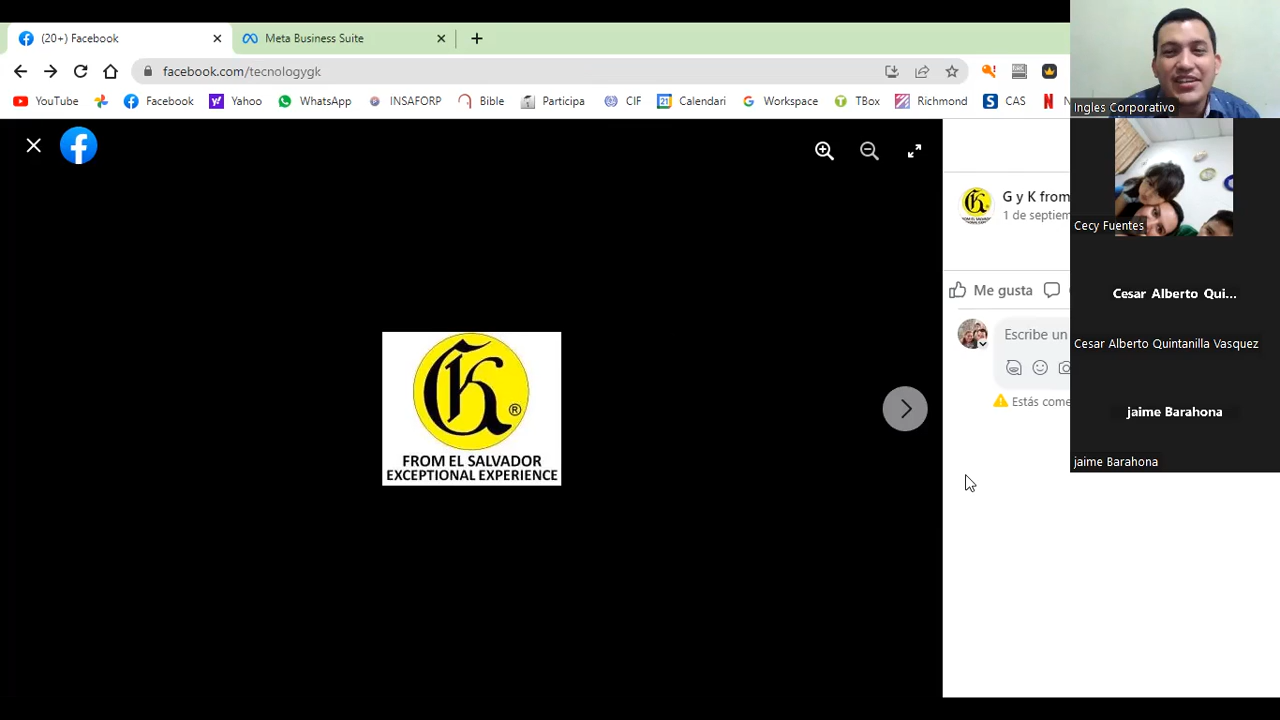 (20+) Facebook
Meta Business Suite
facebook.com/tecnologygk
YouTube Facebook Yahoo WhatsApp INSAFORP Bible Participa CIF Calendari Workspace TBox Richmond CAS N
Ingles Corporativo
G y K from
1 de septiem
Cecy Fuentes
Me gusta
Cesar Alberto Qui...
Escribe un
Cesar Alberto Quintanilla Vasquez
Estás come
jaime Barahona
jaime Barahona
GK ®
FROM EL SALVADOR
EXCEPTIONAL EXPERIENCE